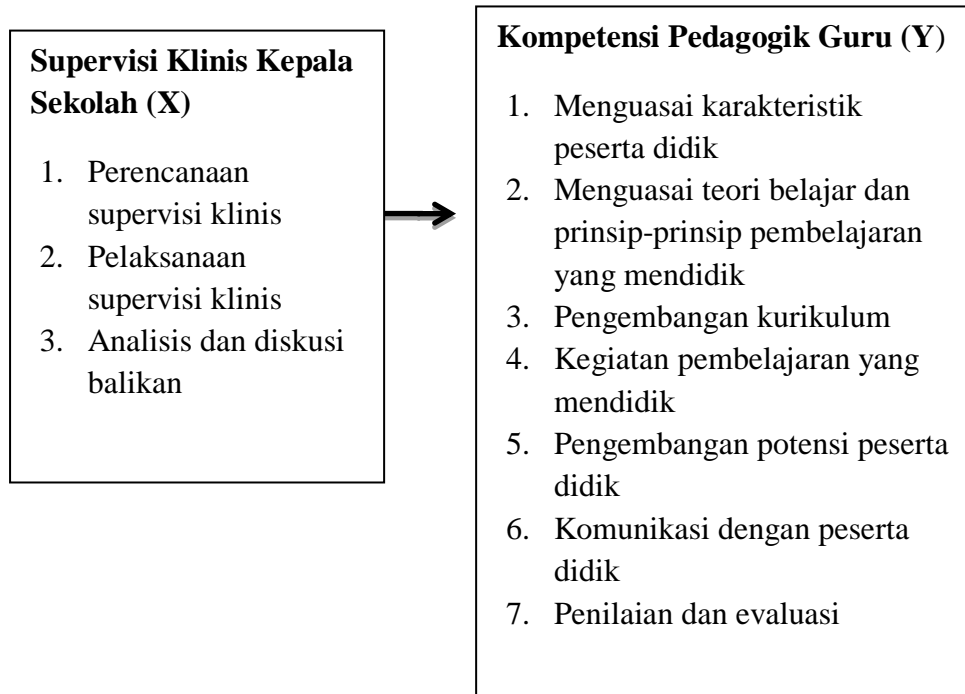 Supervisi Klinis Kepala
Sekolah (X)
1. Perencanaan
supervisi klinis
2. Pelaksanaan
supervisi klinis
3. Analisis dan diskusi
balikan
Kompetensi Pedagogik Guru (Y)
1. Menguasai karakteristik
peserta didik
2. Menguasai teori belajar dan
prinsip-prinsip pembelajaran
yang mendidik
3. Pengembangan kurikulum
4. Kegiatan pembelajaran yang
mendidik
5. Pengembangan potensi peserta
didik
6. Komunikasi dengan peserta
didik
7. Penilaian dan evaluasi